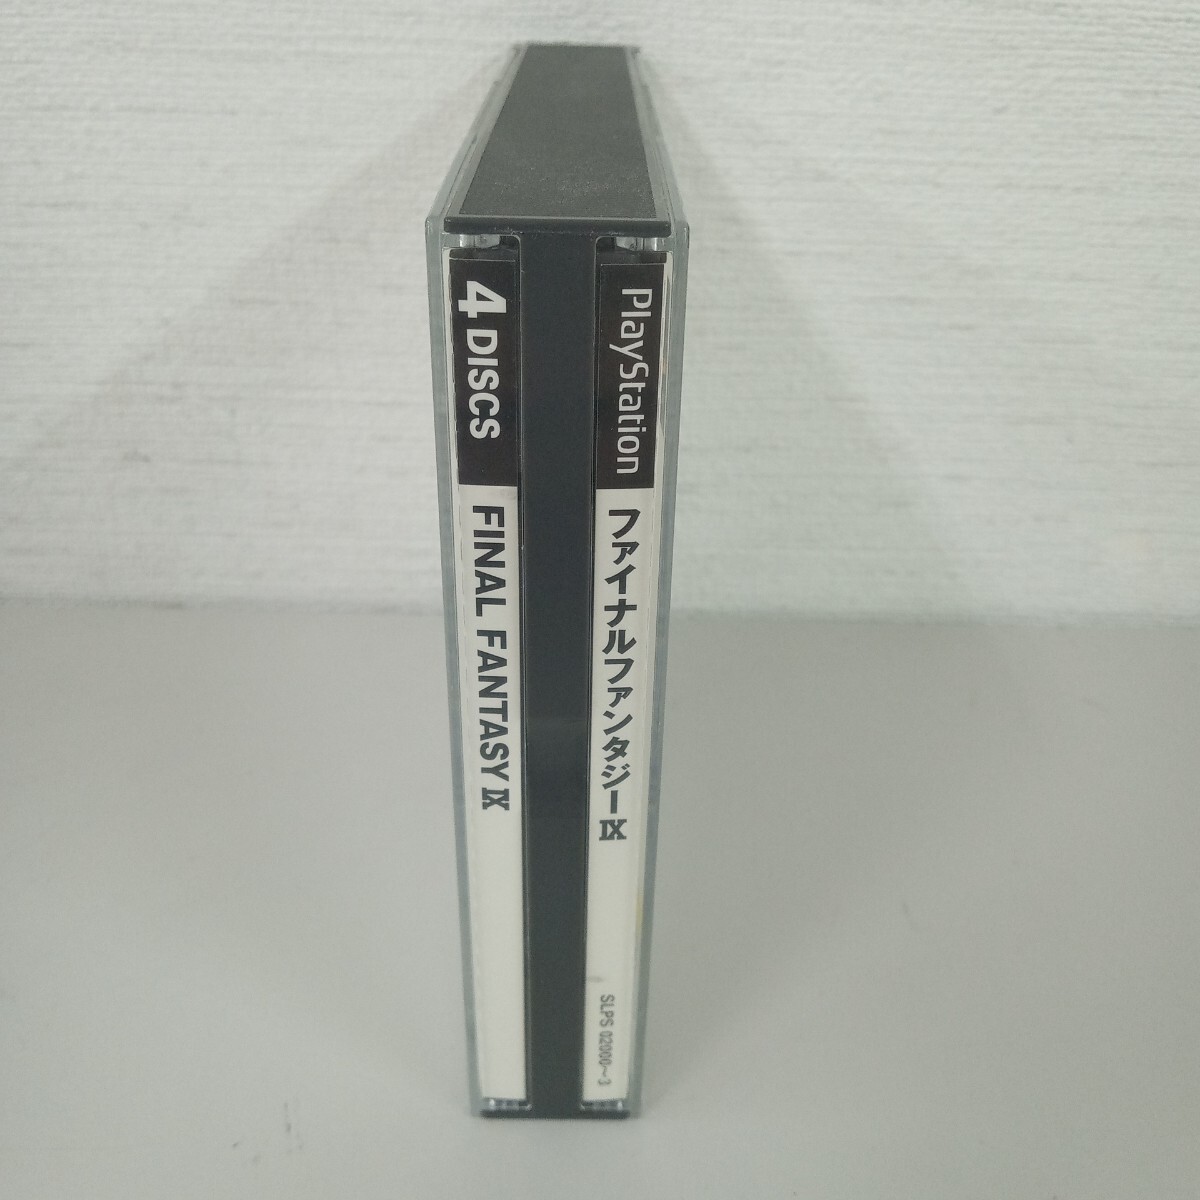 PlayStation
ファイナルファンタジーIX
SLPS 02000~3
4 DISCS
FINAL FANTASY IX